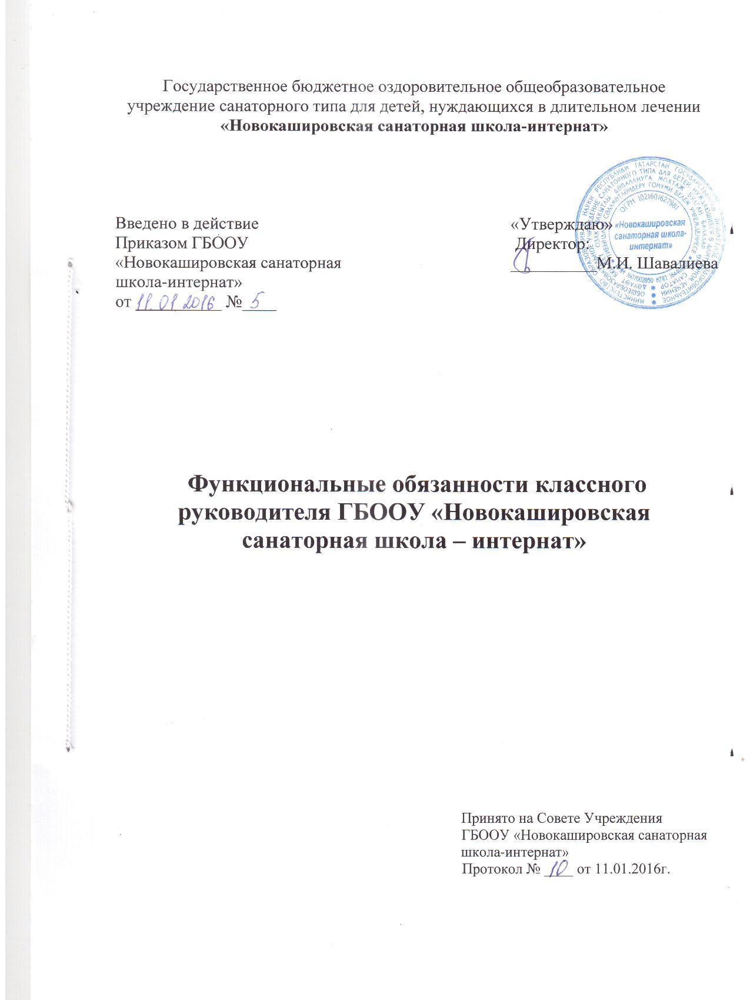 Государственное бюджетное оздоровительное общеобразовательное
учреждение санаторного типа для детей, нуждающихся в длительном лечении
«Новокашировская санаторная школа-интернат»
Введено в действие
Приказом ГБООУ
«Новокашировская санаторная
школа-интернат»
от 11.01 2016 № 5
«Утверждаю»
Директор:
М.И. Шавалиева
ОГРН 1021601627981
«Новокашировская
санаторная школа-
интернат»
Функциональные обязанности классного
руководителя ГБООУ «Новокашировская
санаторная школа – интернат»
Принято на Совете Учреждения
ГБООУ «Новокашировская санаторная
школа-интернат»
Протокол № 10 от 11.01.2016г.